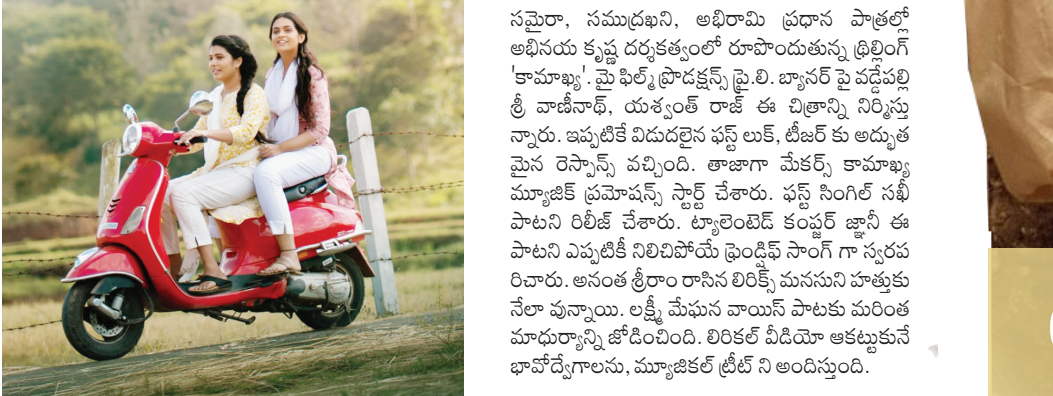 సమైరా, సముద్రఖని, అభిరామి ప్రధాన పాత్రల్లో
అభినయ కృష్ణ దర్శకత్వంలో రూపొందుతున్న థ్రిల్లింగ్
'కామాఖ్య'. మై ఫిల్మ్ ప్రొడక్షన్స్ ప్రై.లి. బ్యానర్ పై వడ్డేపల్లి
శ్రీ వాణీనాథ్, యశ్వంత్ రాజ్ ఈ చిత్రాన్ని నిర్మిస్తు
న్నారు. ఇప్పటికే విడుదలైన ఫస్ట్ లుక్, టీజర్ కు అద్భుత
మైన రెస్పాన్స్ వచ్చింది. తాజాగా మేకర్స్ కామాఖ్య
మ్యూజిక్ ప్రమోషన్స్ స్టార్ట్ చేశారు. ఫస్ట్ సింగిల్ సఖీ
పాటని రిలీజ్ చేశారు. ట్యాలెంటెడ్ కంపోజర్ జ్ఞానీ ఈ
పాటని ఎప్పటికీ నిలిచిపోయే ఫ్రెండ్షిఫ్ సాంగ్ గా స్వరప
రిచారు. అనంత శ్రీరాం రాసిన లిరిక్స్ మనసుని హత్తుకు
నేలా వున్నాయి. లక్ష్మీ మేఘన వాయిస్ పాటకు మరింత
మాధుర్యాన్ని జోడించింది. లిరికల్ వీడియో ఆకట్టుకునే
భావోద్వేగాలను, మ్యూజికల్ ట్రీట్ ని అందిస్తుంది.